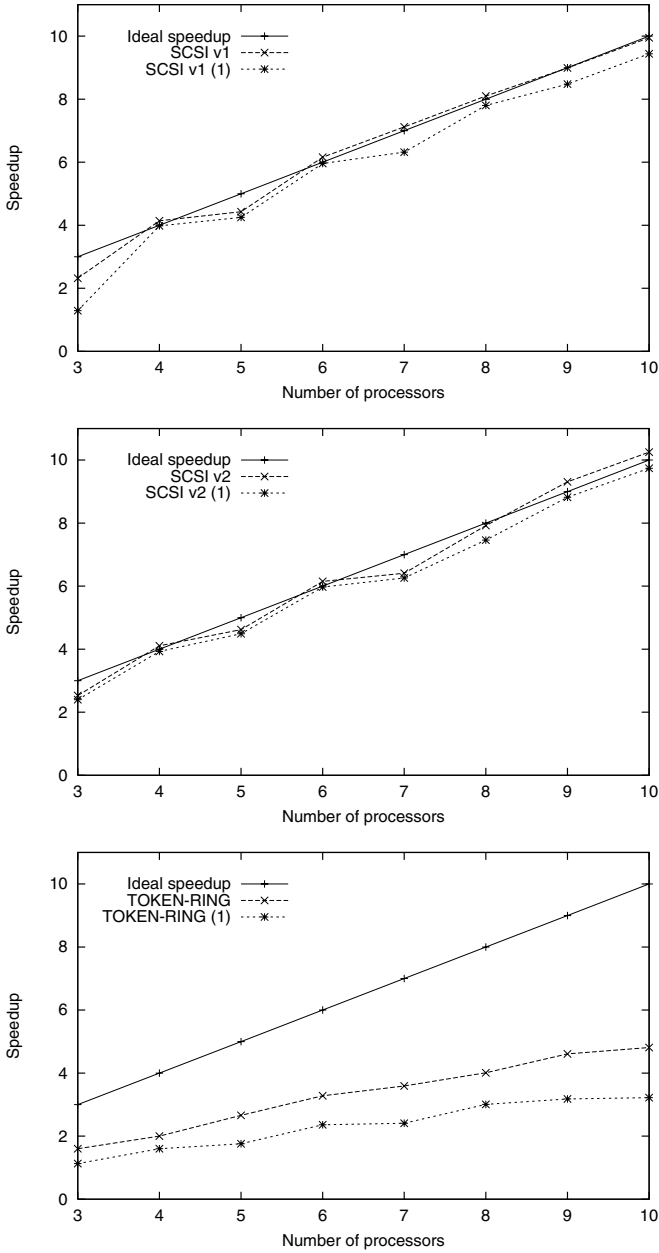 10
8
6
4
2
0
Speedup
Ideal speedup
SCSI v1
SCSI v1 (1)
3 4 5 6 7 8 9 10
Number of processors
10
8
6
4
2
0
Speedup
Ideal speedup
SCSI v2
SCSI v2 (1)
3 4 5 6 7 8 9 10
Number of processors
10
8
6
4
2
0
Speedup
Ideal speedup
TOKEN-RING
TOKEN-RING (1)
3 4 5 6 7 8 9 10
Number of processors